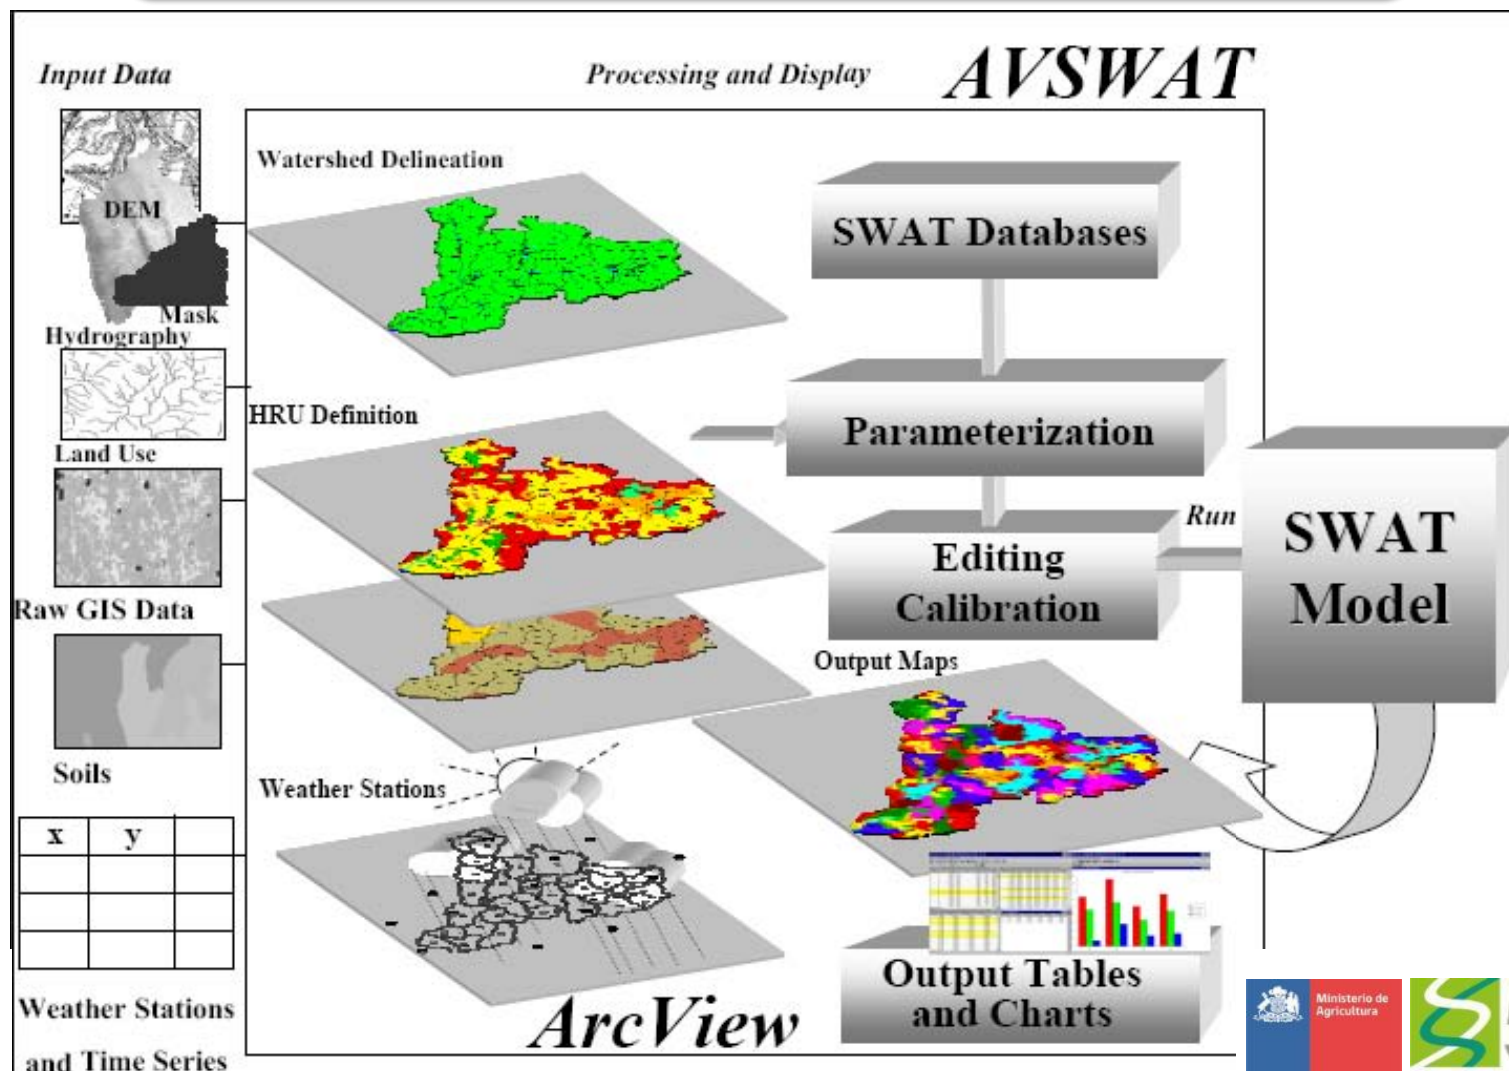 Input Data
Processing and Display
AVSWAT
Watershed Delineation
DEM
Mask
Hydrography
SWAT Databases
HRU Definition
Land Use
Parameterization
Run
SWAT
Model
Editing
Calibration
Raw GIS Data
Output Maps
Soils
Weather Stations
x y
Output Tables
and Charts
ArcView
Weather Stations
and Time Series
Ministerio de
Agricultura